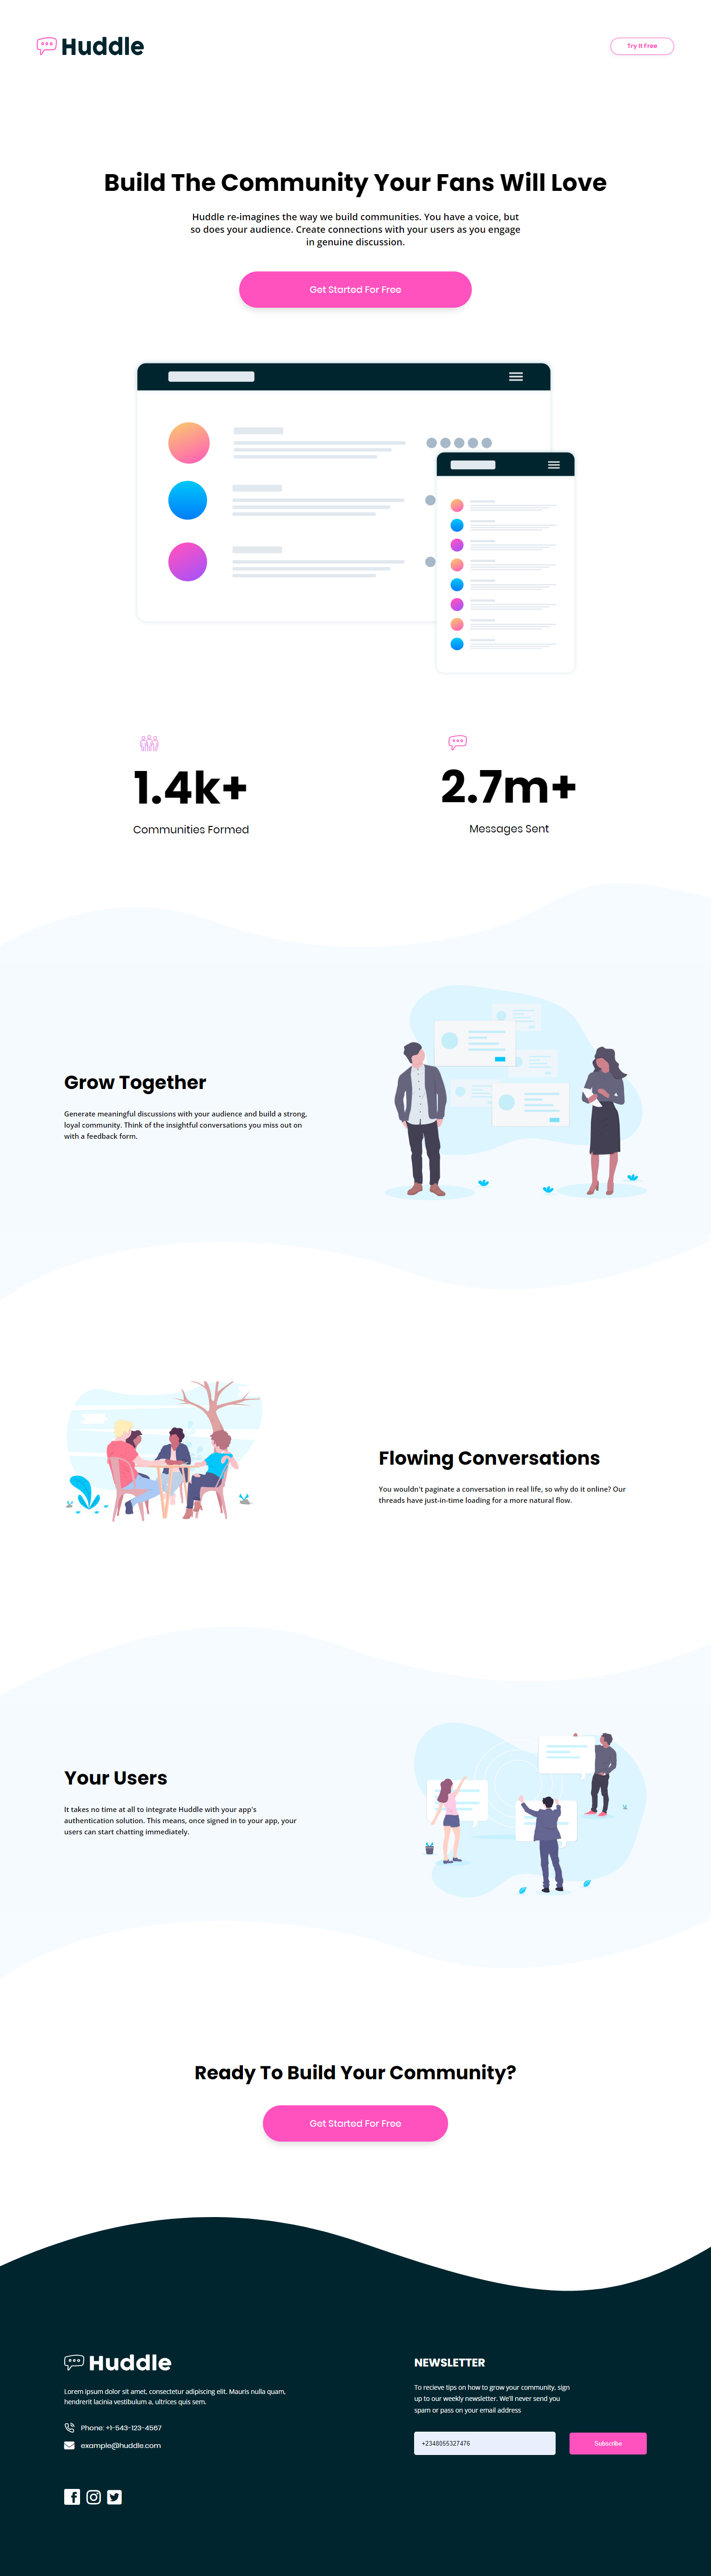 Huddle
Try It Free
Build The Community Your Fans Will Love
Huddle re-imagines the way we build communities. You have a voice, but
so does your audience. Create connections with your users as you engage
in genuine discussion.
Get Started For Free
1.4k+
Communities Formed
2.7m+
Messages Sent
Grow Together
Generate meaningful discussions with your audience and build a strong,
loyal community. Think of the insightful conversations you miss out on
with a feedback form.
Flowing Conversations
You wouldn't paginate a conversation in real life, so why do it online? Our
threads have just-in-time loading for a more natural flow.
Your Users
It takes no time at all to integrate Huddle with your app's
authentication solution. This means, once signed in to your app, your
users can start chatting immediately.
Ready To Build Your Community?
Get Started For Free
Huddle
Lorem ipsum dolor sit amet, consectetur adipiscing elit. Mauris nulla quam,
hendrerit lacinia vestibulum a, ultrices quis sem.
Phone: +1-543-123-4567
example@huddle.com
NEWSLETTER
To recieve tips on how to grow your community, sign
up to our weekly newsletter. We'll never send you
spam or pass on your email address
+2348055327476
Subscribe